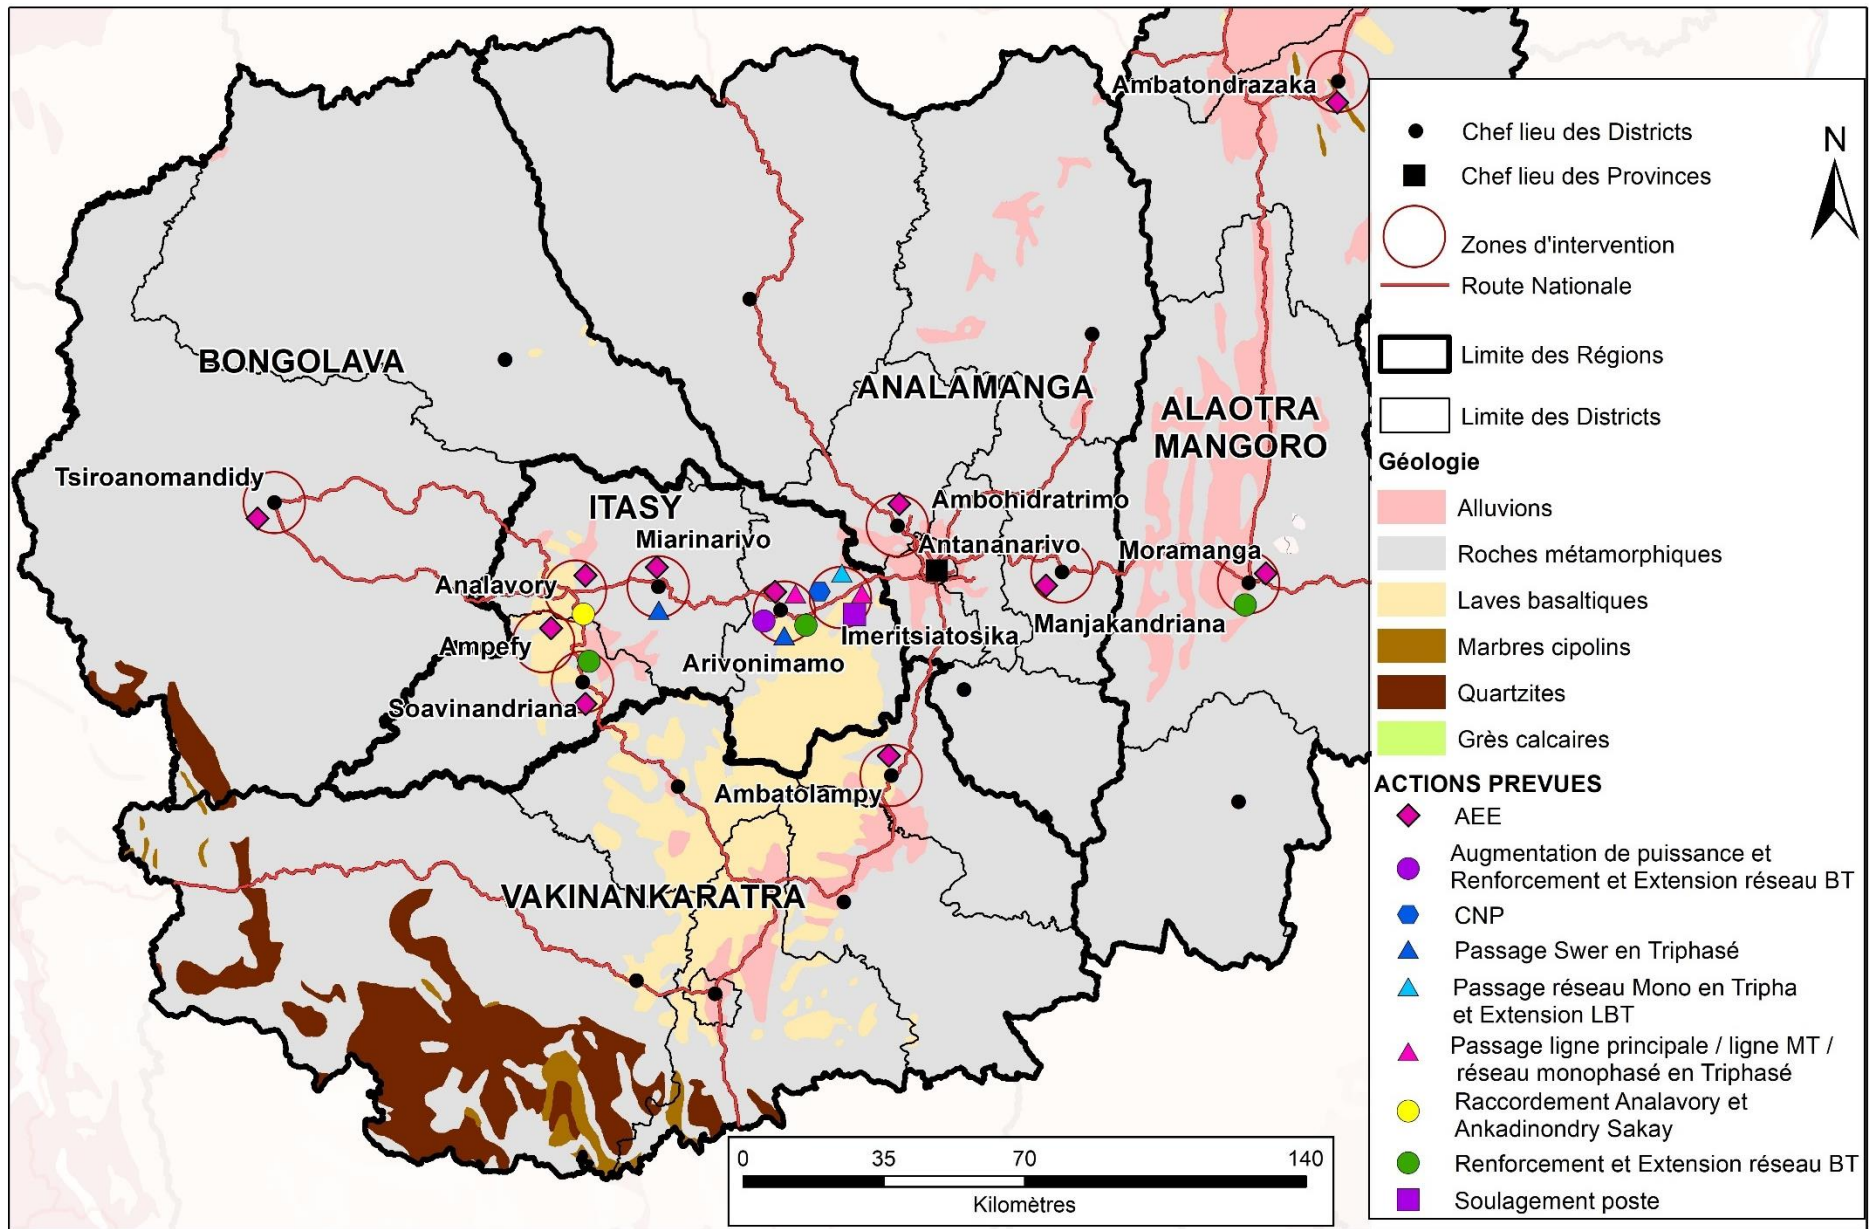 Ambatondrazaka
BONGOLAVA
ANALAMANGA
ALAOTRA
MANGORO
Tsiroanomandidy
ITASY
Ambohidratrimo
Miarinarivo
Antananarivo
Moramanga
Analavory
Manjakandriana
Imeritsiatosika
Ampefy
Arivonimamo
Soavinandriana
Ambatolampy
VAKINANKARATRA
0 35 70 140
Kilomètres
N
Chef lieu des Districts
Chef lieu des Provinces
Zones d'intervention
Route Nationale
Limite des Régions
Limite des Districts
Géologie
Alluvions
Roches métamorphiques
Laves basaltiques
Marbres cipolins
Quartzites
Grès calcaires
ACTIONS PREVUES
AEE
Augmentation de puissance et
Renforcement et Extension réseau BT
CNP
Passage Swer en Triphasé
Passage réseau Mono en Tripha
et Extension LBT
Passage ligne principale / ligne MT /
réseau monophasé en Triphasé
Raccordement Analavory et
Ankadinondry Sakay
Renforcement et Extension réseau BT
Soulagement poste